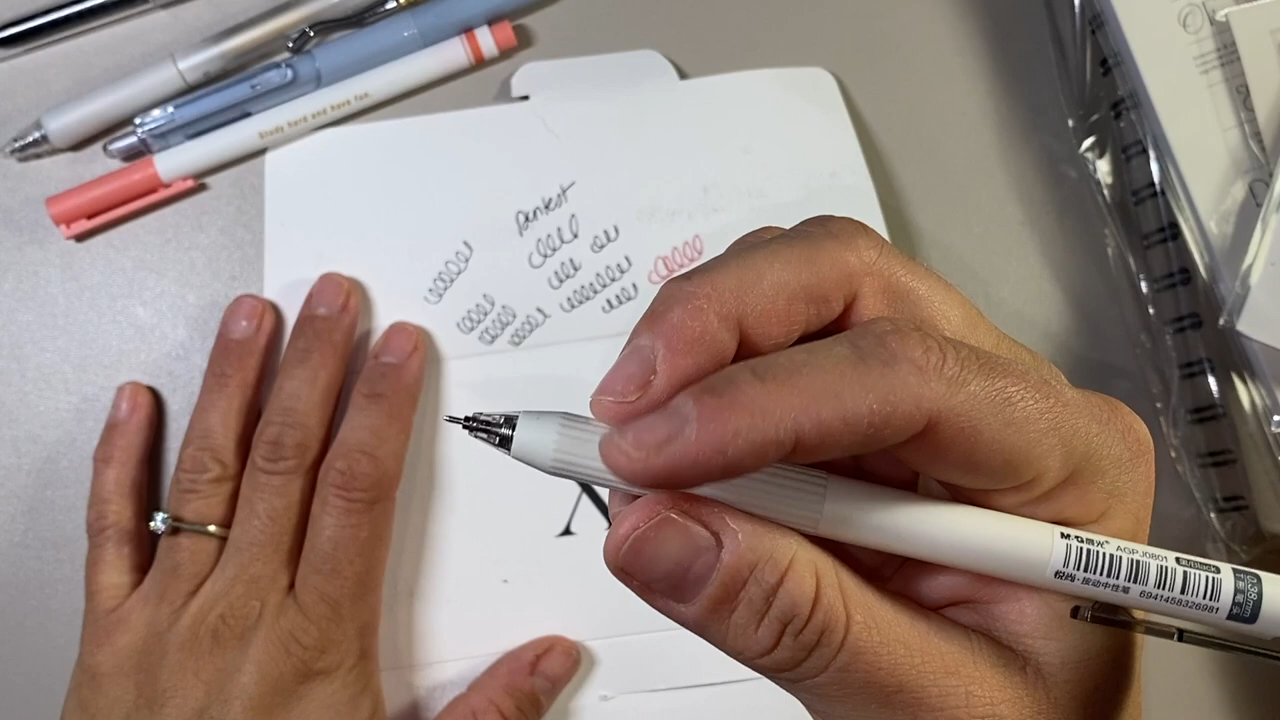 Study hard and have fun.
pentest
M&G晨光® AGPJ0801 黑/Black
悦尚·按动中性笔 6941458326981
0.38mm